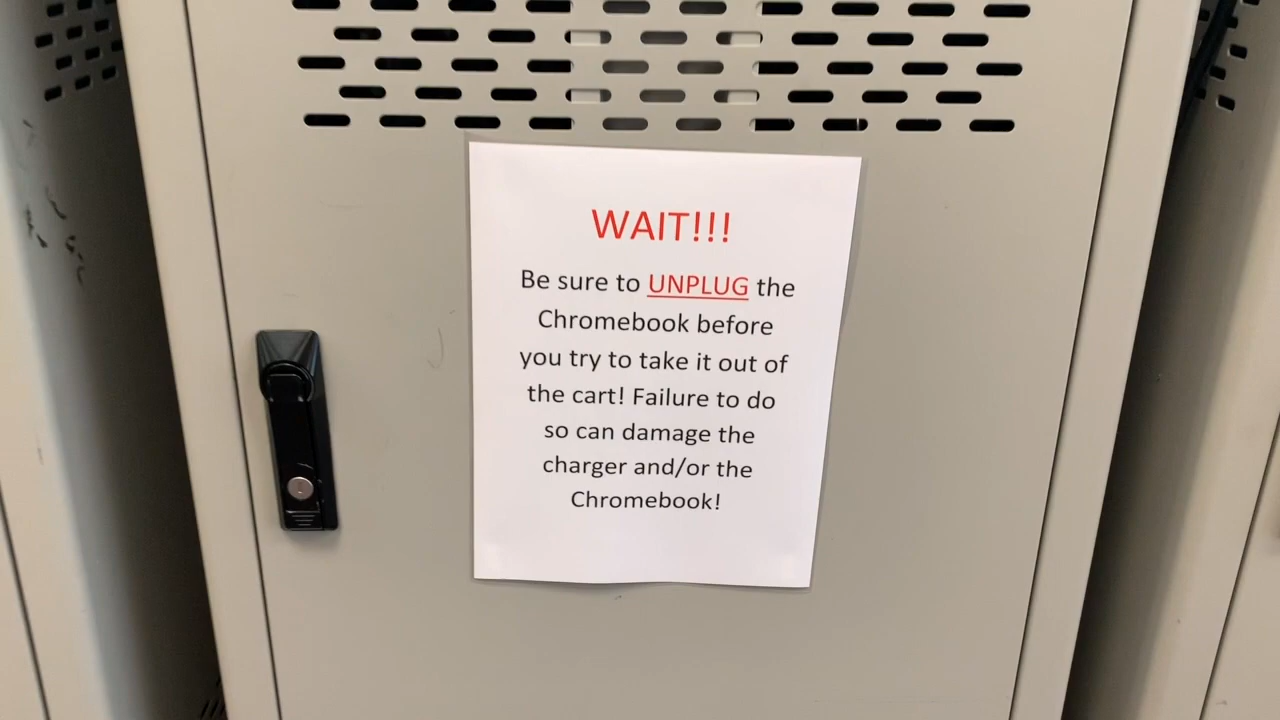 WAIT!!!
Be sure to UNPLUG the
Chromebook before
you try to take it out of
the cart! Failure to do
so can damage the
charger and/or the
Chromebook!